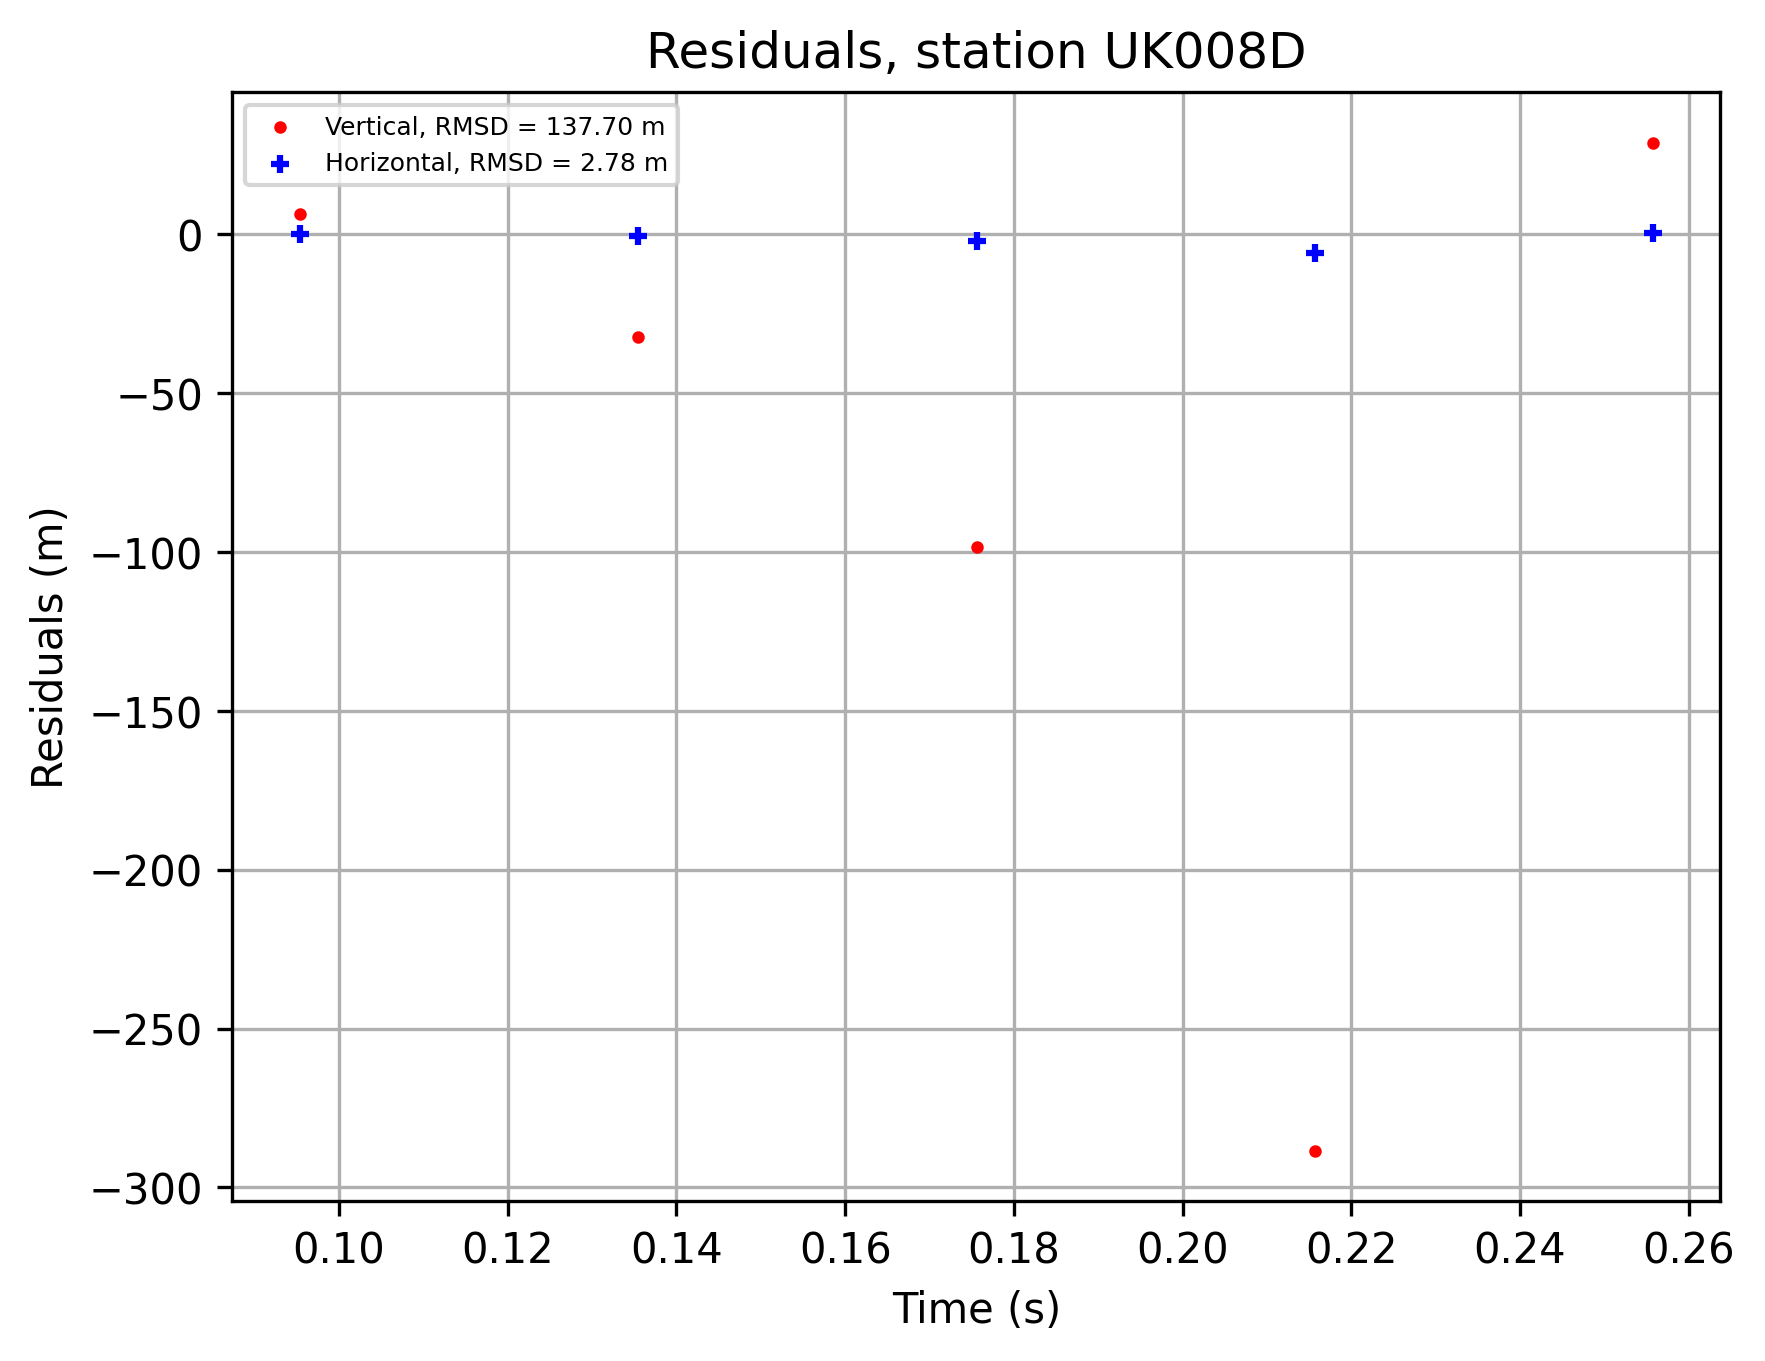 Residuals, station UK008D
Vertical, RMSD = 137.70 m
Horizontal, RMSD = 2.78 m
0
−50
−100
−150
−200
−250
−300
Residuals (m)
0.10 0.12 0.14 0.16 0.18 0.20 0.22 0.24 0.26
Time (s)